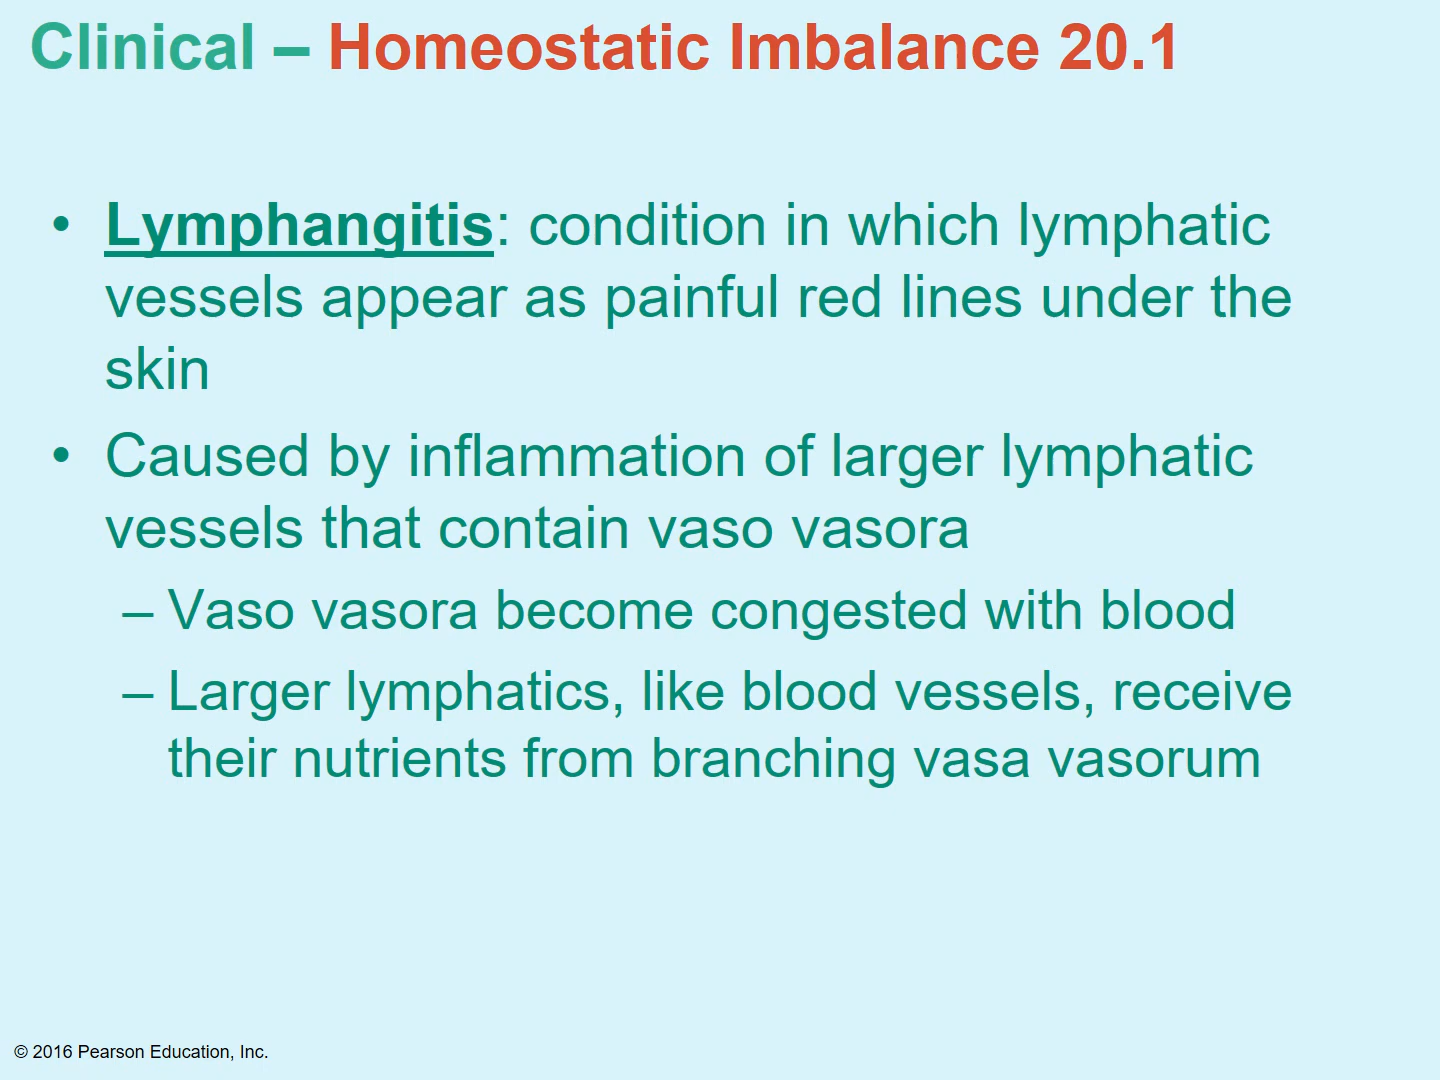 Clinical – Homeostatic Imbalance 20.1
• Lymphangitis: condition in which lymphatic
vessels appear as painful red lines under the
skin
• Caused by inflammation of larger lymphatic
vessels that contain vaso vasora
– Vaso vasora become congested with blood
– Larger lymphatics, like blood vessels, receive
their nutrients from branching vasa vasorum
© 2016 Pearson Education, Inc.